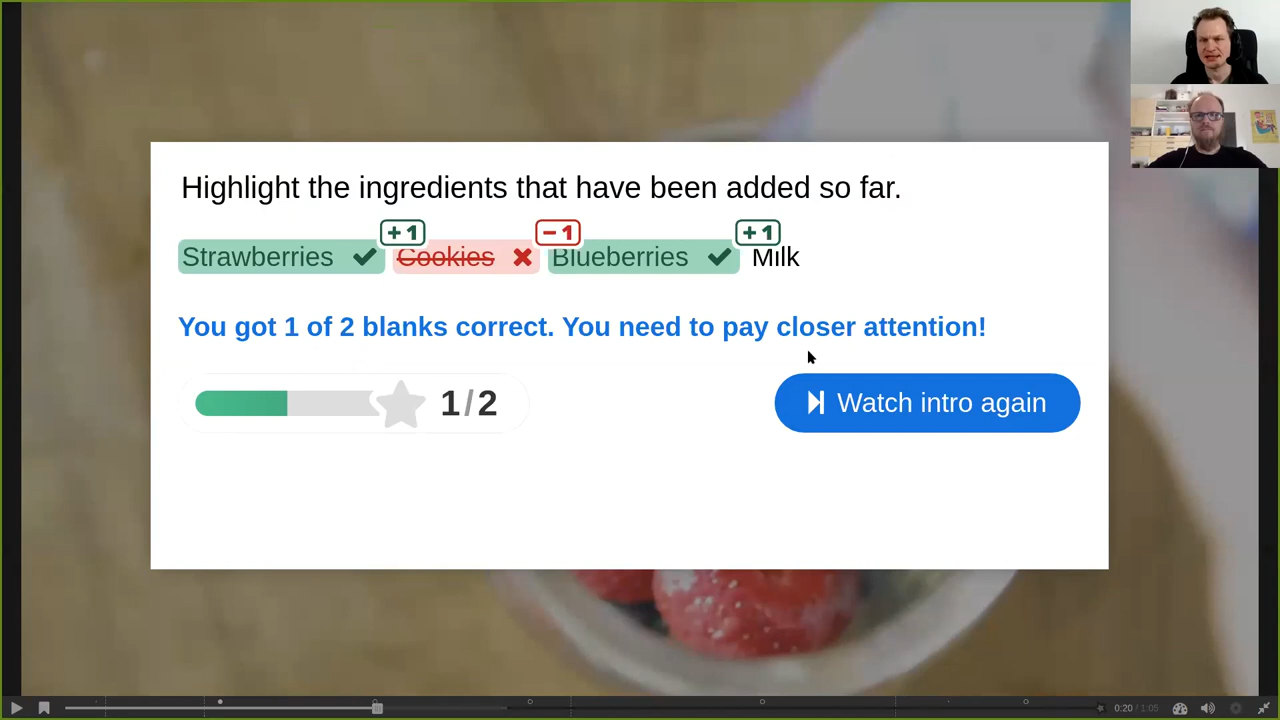 Highlight the ingredients that have been added so far.
+1 −1 +1
Strawberries Cookies Blueberries Milk
You got 1 of 2 blanks correct. You need to pay closer attention!
1/2 Watch intro again
0:20 / 1:05